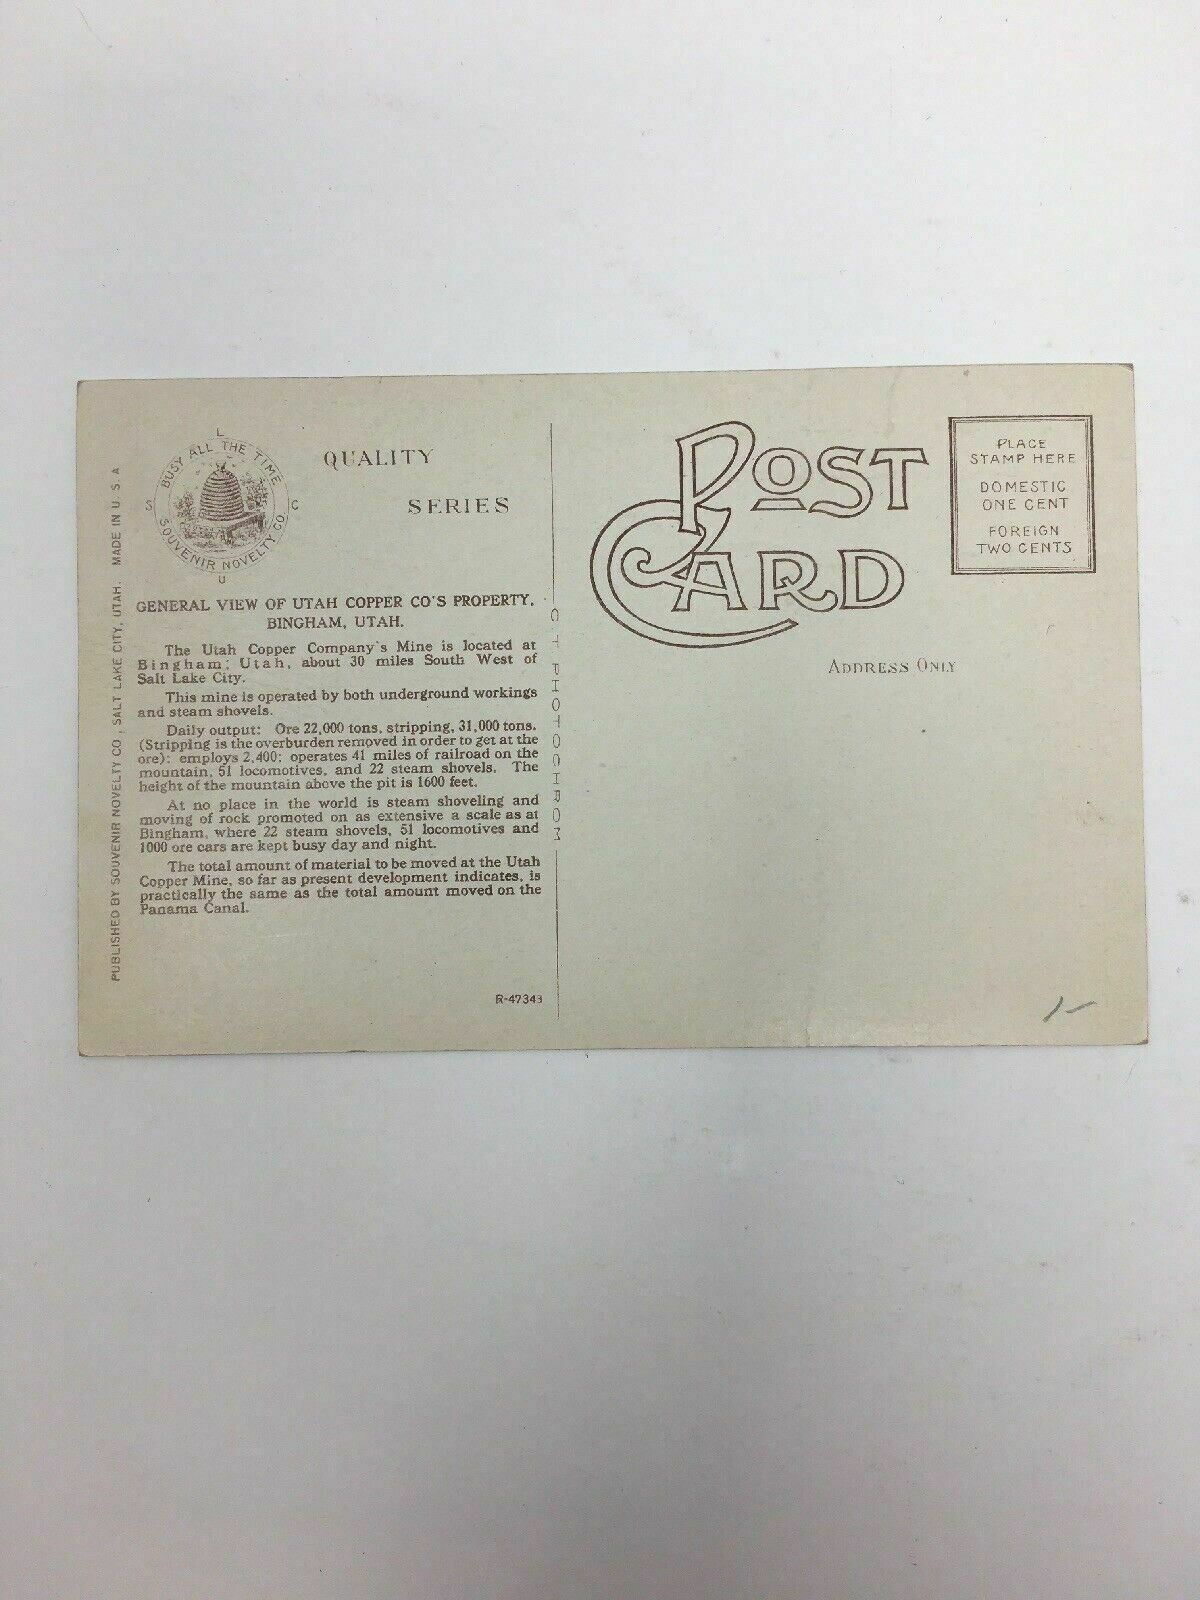 L
BUSY ALL THE TIME
S C
SOUVENIR NOVELTY CO
U
QUALITY
SERIES
GENERAL VIEW OF UTAH COPPER CO'S PROPERTY,
BINGHAM, UTAH.
The Utah Copper Company's Mine is located at
Bingham; Utah, about 30 miles South West of
Salt Lake City.
This mine is operated by both underground workings
and steam shovels.
Daily output: Ore 22,000 tons, stripping, 31,000 tons.
(Stripping is the overburden removed in order to get at the
ore); employs 2,400; operates 41 miles of railroad on the
mountain, 51 locomotives, and 22 steam shovels. The
height of the mountain above the pit is 1600 feet.
At no place in the world is steam shoveling and
moving of rock promoted on as extensive a scale as at
Bingham, where 22 steam shovels, 51 locomotives and
1000 ore cars are kept busy day and night.
The total amount of material to be moved at the Utah
Copper Mine, so far as present development indicates, is
practically the same as the total amount moved on the
Panama Canal.
R-47343
PUBLISHED BY SOUVENIR NOVELTY CO., SALT LAKE CITY, UTAH. MADE IN U. S. A
CT PHOTOCHROM
POST
CARD
ADDRESS ONLY
PLACE
STAMP HERE
DOMESTIC
ONE CENT
FOREIGN
TWO CENTS
1-